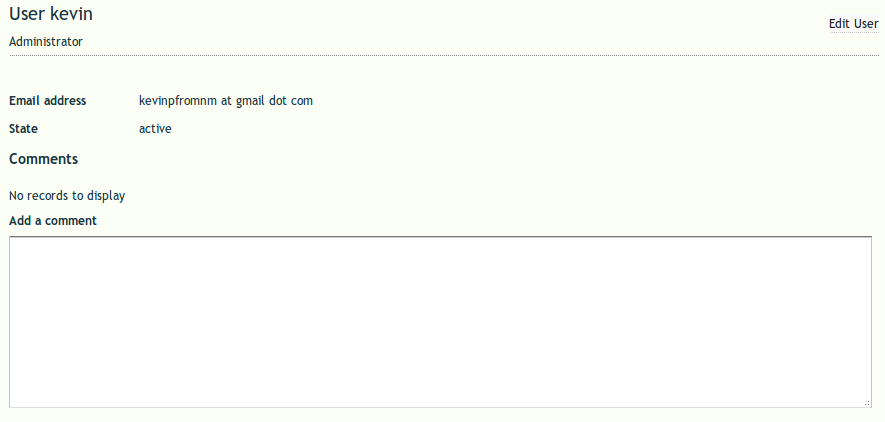 User kevin
Edit User
Administrator
Email address kevinpfromnm at gmail dot com
State active
Comments
No records to display
Add a comment